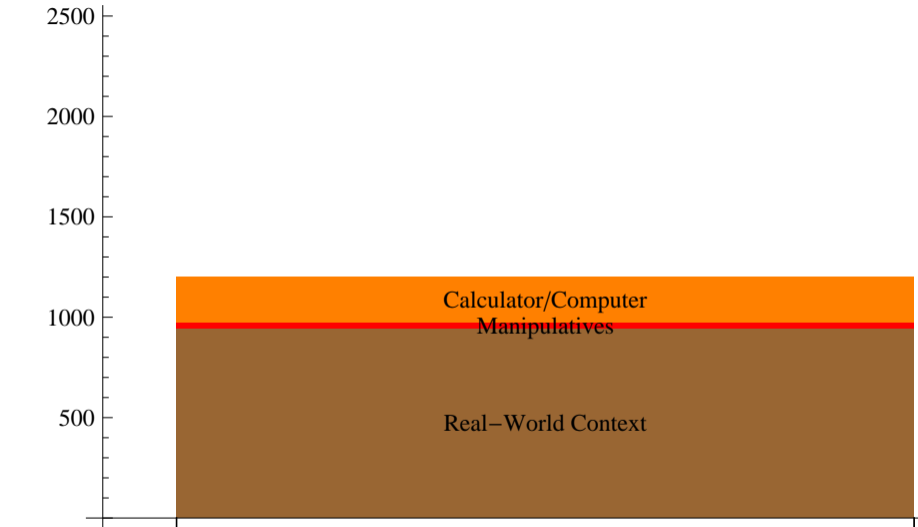 2500
2000
1500
Calculator/Computer
1000
Manipulatives
500
Real−World Context